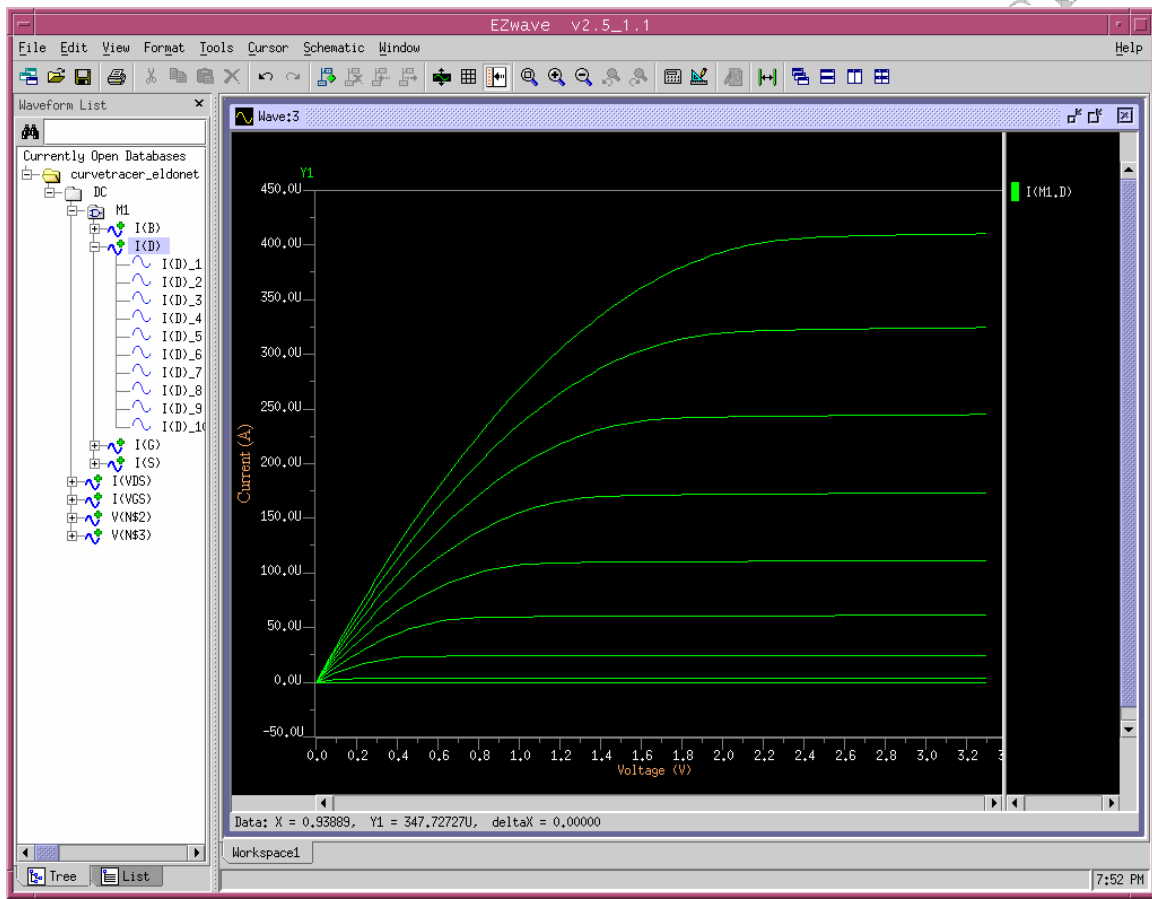 EZwave v2.5_1.1
File Edit View Format Tools Cursor Schematic Window Help
Waveform List
Currently Open Databases
curvetracer_eldonet
DC
M1
I(B)
I(D)
I(D)_1
I(D)_2
I(D)_3
I(D)_4
I(D)_5
I(D)_6
I(D)_7
I(D)_8
I(D)_9
I(D)_10
I(G)
I(S)
I(VDS)
I(VGS)
V(N$2)
V(N$3)
Tree List
Wave:3
Y1
450.0U
400.0U
350.0U
300.0U
250.0U
200.0U
150.0U
100.0U
50.0U
0.0U
-50.0U
Current (A)
0.0 0.2 0.4 0.6 0.8 1.0 1.2 1.4 1.6 1.8 2.0 2.2 2.4 2.6 2.8 3.0 3.2 3
Voltage (V)
I(M1.D)
Data: X = 0.93889, Y1 = 347.72727U, deltaX = 0.00000
Workspace1
7:52 PM